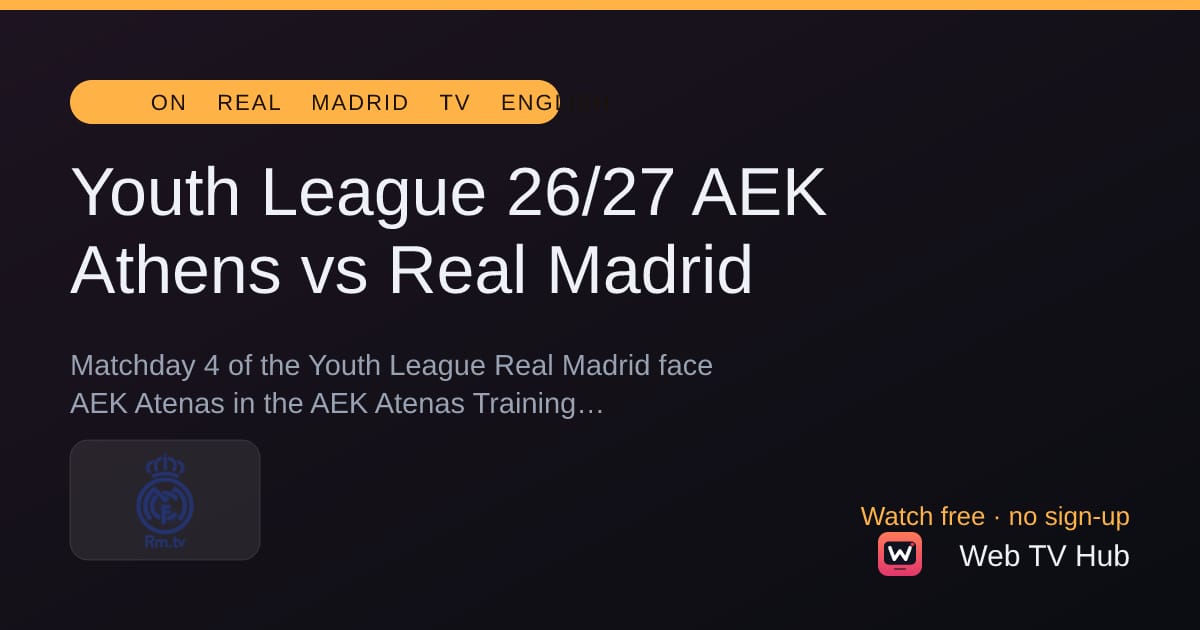 ON REAL MADRID TV ENGLISH
Youth League 26/27 AEK
Athens vs Real Madrid
Matchday 4 of the Youth League Real Madrid face
AEK Atenas in the AEK Atenas Training…
Rm.tv
Watch free · no sign-up
Web TV Hub